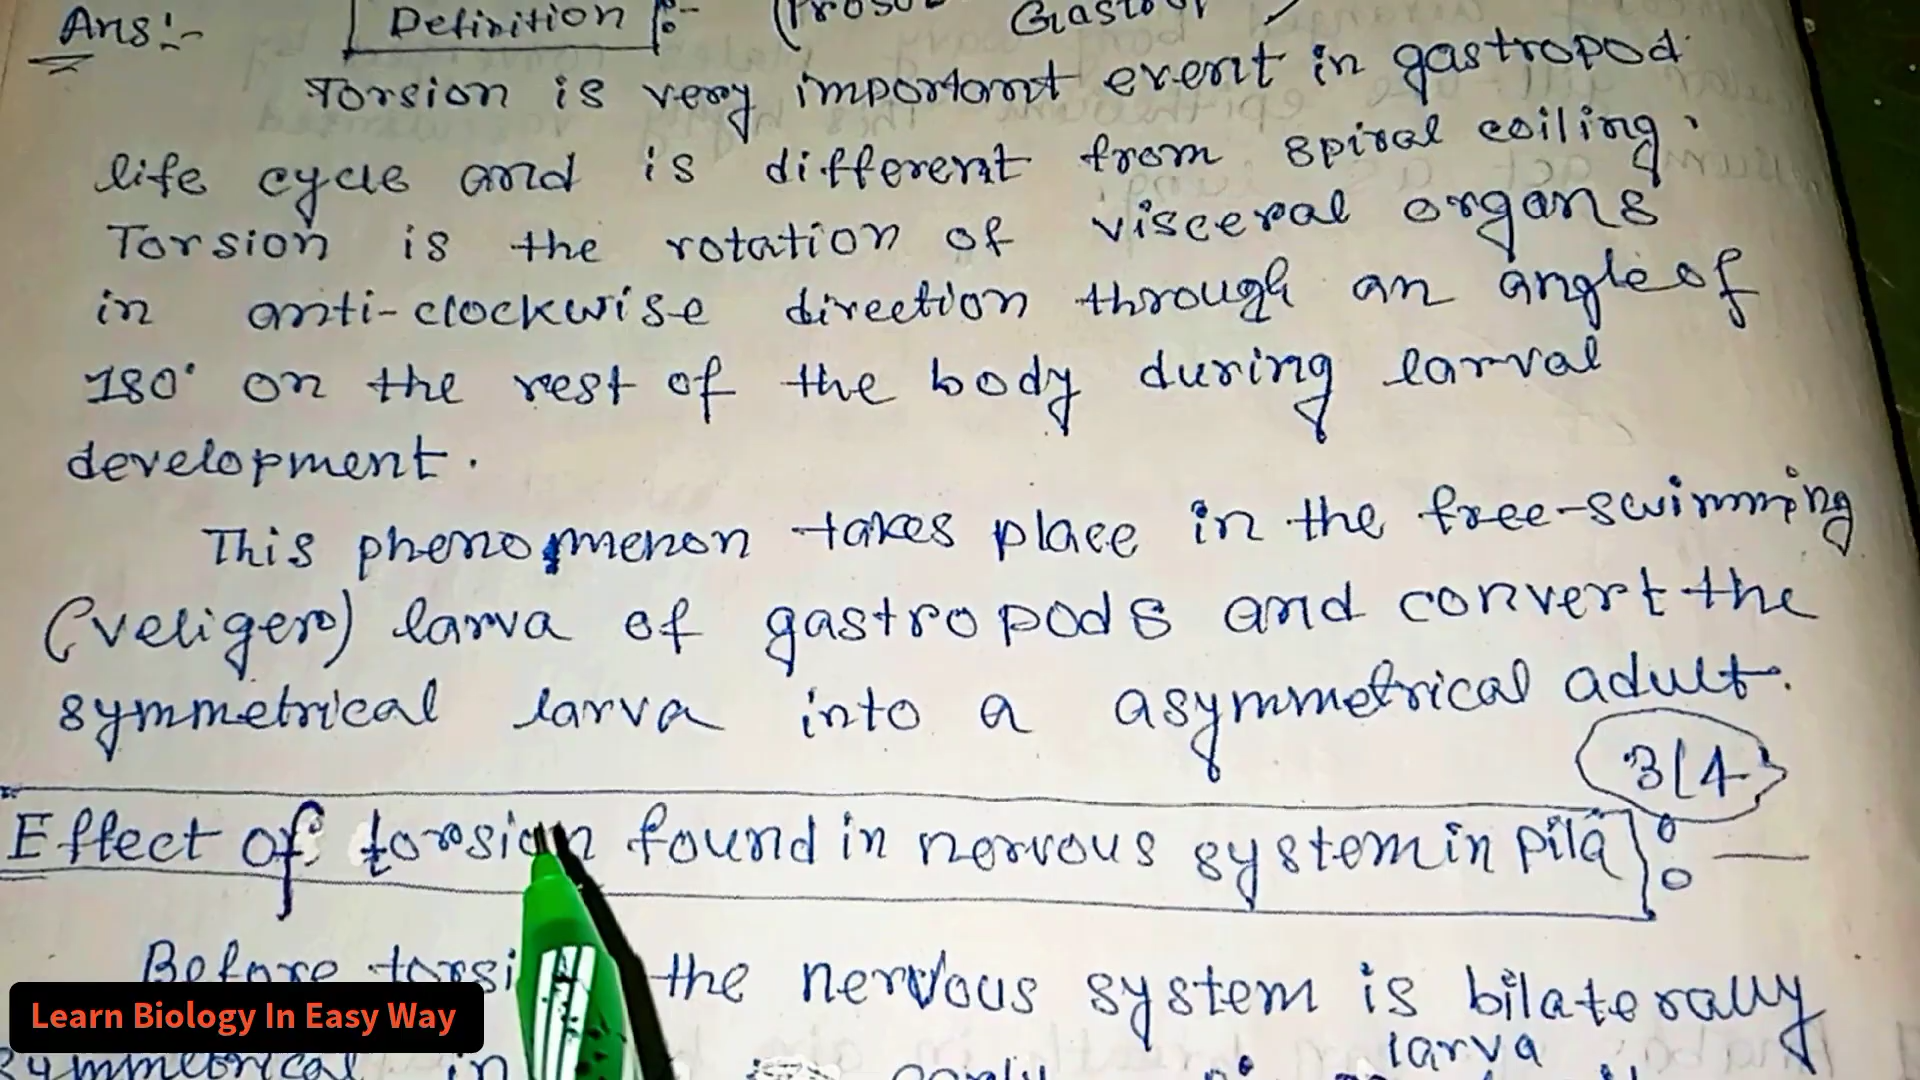 Ans:-
Definition :-
Torsion is very important event in gastropod
life cycle and is different from spiral coiling.
Torsion is the rotation of visceral organs
in anti-clockwise direction through an angle of
180° on the rest of the body during larval
development.
This phenomenon takes place in the free-swimming
(veliger) larva of gastropods and convert the
symmetrical larva into a asymmetrical adult.
3/4
Effect of torsion found in nervous system in pila :-
Before torsi the nervous system is bilaterally
larva
symmetrical in
Learn Biology In Easy Way